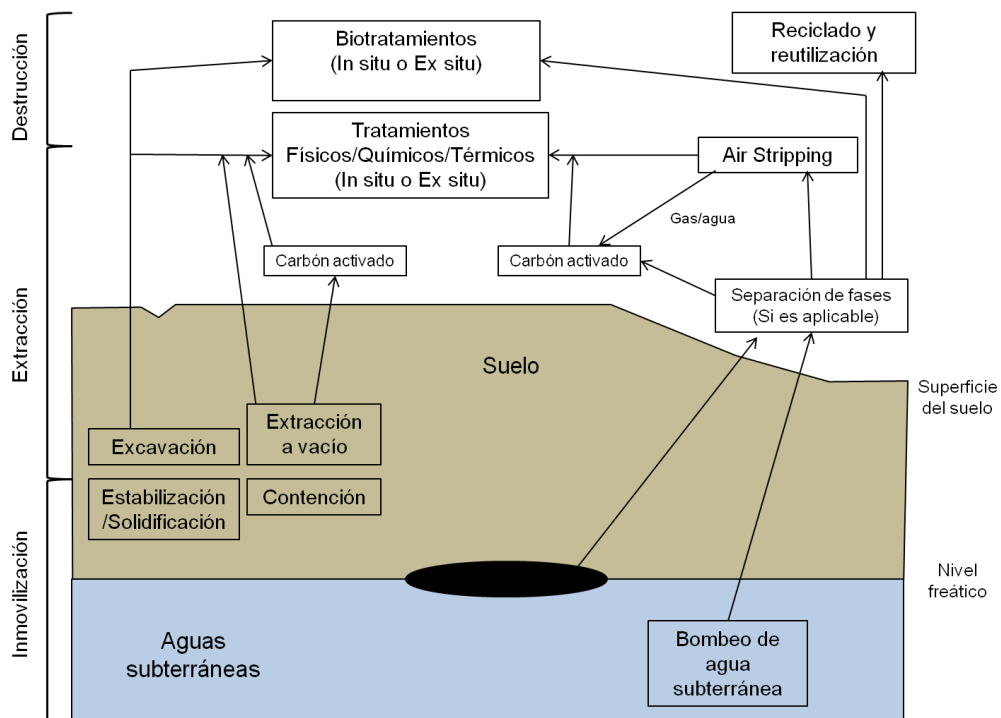 Destrucción
Extracción
Inmovilización
Biotratamientos
(In situ o Ex situ)
Reciclado y
reutilización
Tratamientos
Físicos/Químicos/Térmicos
(In situ o Ex situ)
Air Stripping
Gas/agua
Carbón activado
Carbón activado
Separación de fases
(Si es aplicable)
Suelo
Superficie
del suelo
Excavación
Extracción
a vacío
Estabilización
/Solidificación
Contención
Nivel
freático
Aguas
subterráneas
Bombeo de
agua
subterránea